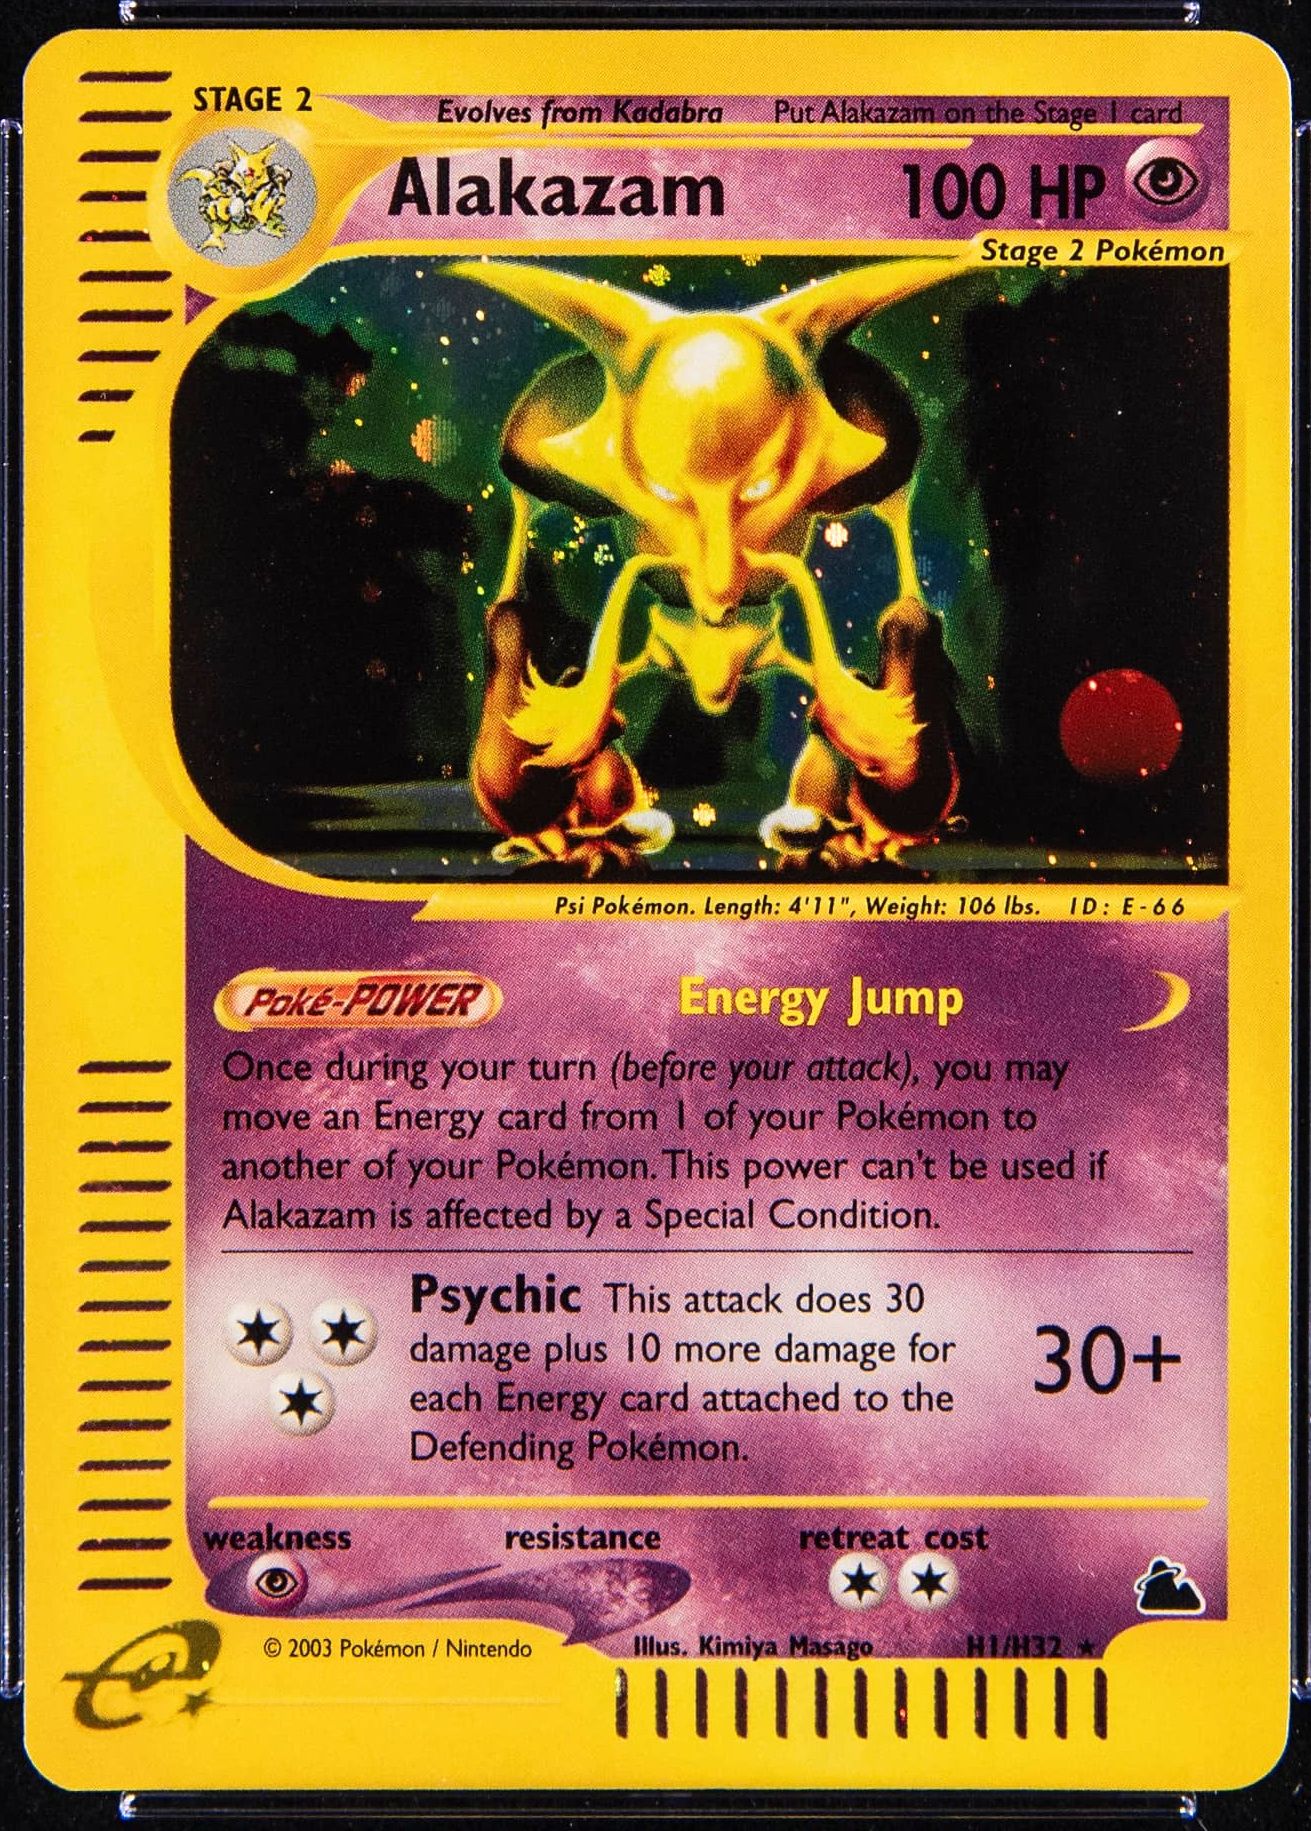 STAGE 2
Evolves from Kadabra Put Alakazam on the Stage 1 card
Alakazam 100 HP
Stage 2 Pokémon
Psi Pokémon. Length: 4'11", Weight: 106 lbs. ID: E-66
Poké-POWER Energy Jump
Once during your turn (before your attack), you may
move an Energy card from 1 of your Pokémon to
another of your Pokémon. This power can't be used if
Alakazam is affected by a Special Condition.
Psychic This attack does 30
damage plus 10 more damage for
each Energy card attached to the
Defending Pokémon.
30+
weakness resistance retreat cost
© 2003 Pokémon / Nintendo Illus. Kimiya Masago H1/H32 ★
e